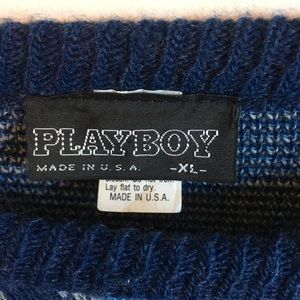 PLAYBOY
MADE IN U.S.A. -XL-
Lay flat to dry.
MADE IN U.S.A.